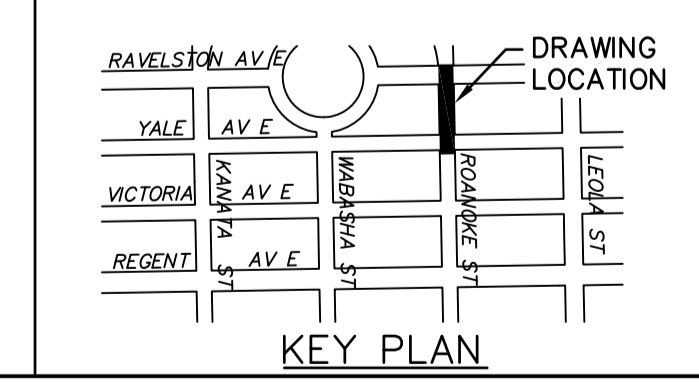 RAVELSTON AV E
DRAWING
LOCATION
YALE AV E
VICTORIA AV E
REGENT AV E
KANATA ST
WABASHA ST
ROANOKE ST
LEOLA ST
KEY PLAN